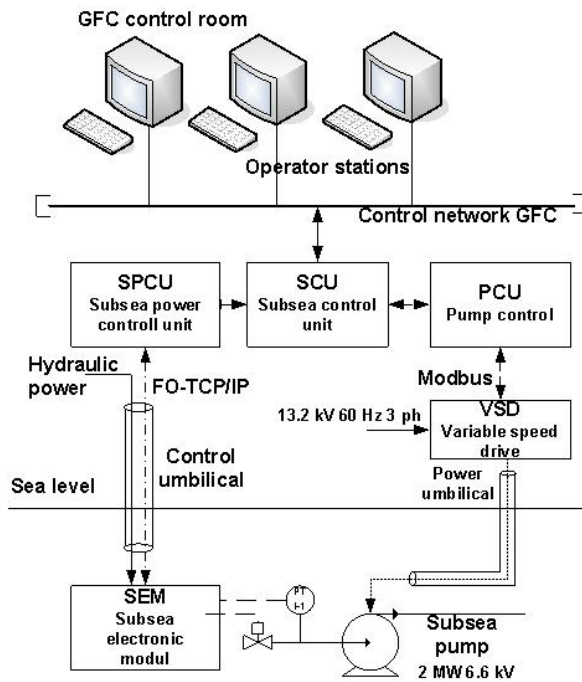 GFC control room
Operator stations
Control network GFC
SPCU
Subsea power
controll unit
SCU
Subsea control
unit
PCU
Pump control
Hydraulic
power
FO-TCP/IP
Modbus
13.2 kV 60 Hz 3 ph
VSD
Variable speed
drive
Control
umbilical
Power
umbilical
Sea level
SEM
Subsea
electronic
modul
PT
H1
Subsea
pump
2 MW 6.6 kV